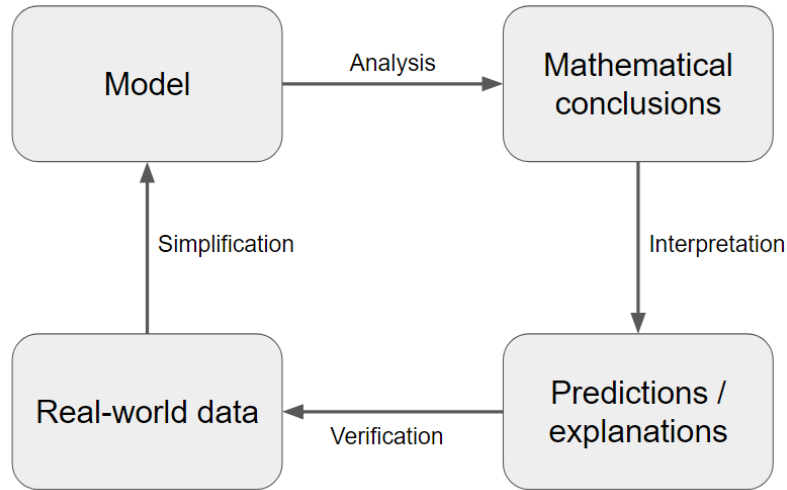 Model
Analysis
Mathematical
conclusions
Simplification
Interpretation
Real-world data
Verification
Predictions /
explanations